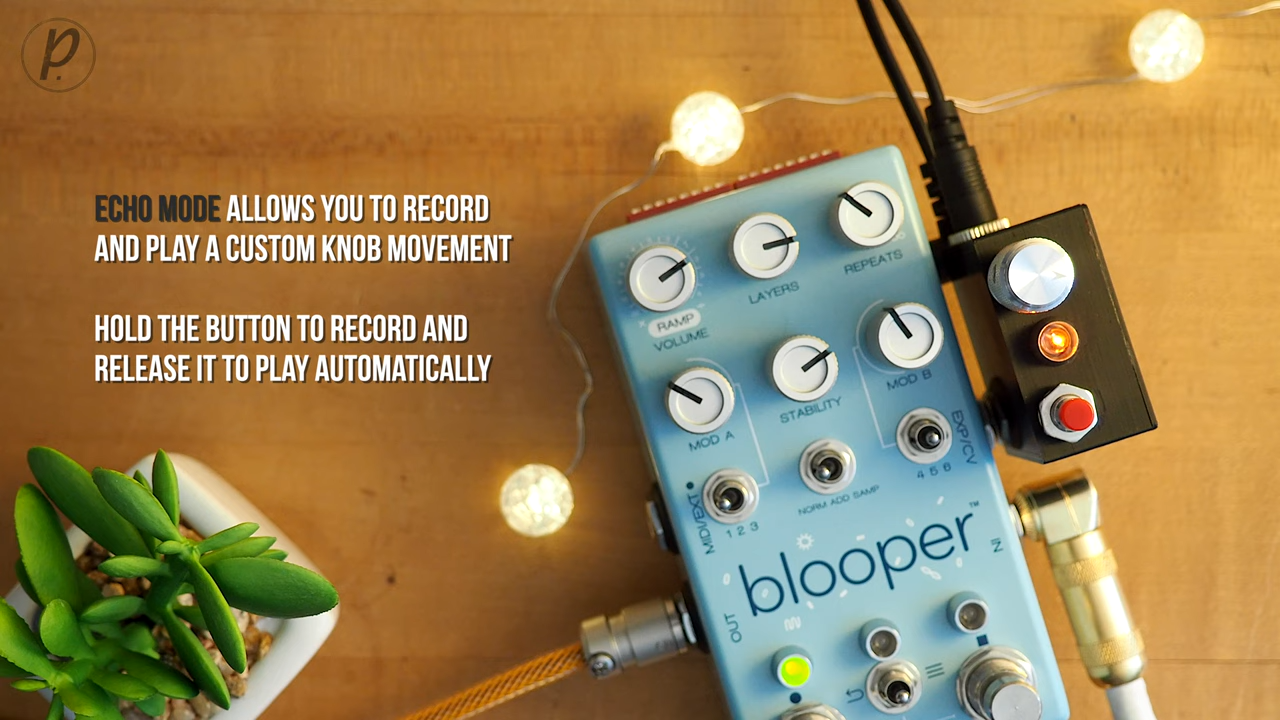 p.
ECHO MODE ALLOWS YOU TO RECORD
AND PLAY A CUSTOM KNOB MOVEMENT
HOLD THE BUTTON TO RECORD AND
RELEASE IT TO PLAY AUTOMATICALLY
REPEATS
LAYERS
RAMP
VOLUME
MOD B
STABILITY
MOD A
EXP/CV
4 5 6
NORM ADD SAMP
MIDI/EXT
1 2 3
blooper™
IN
OUT